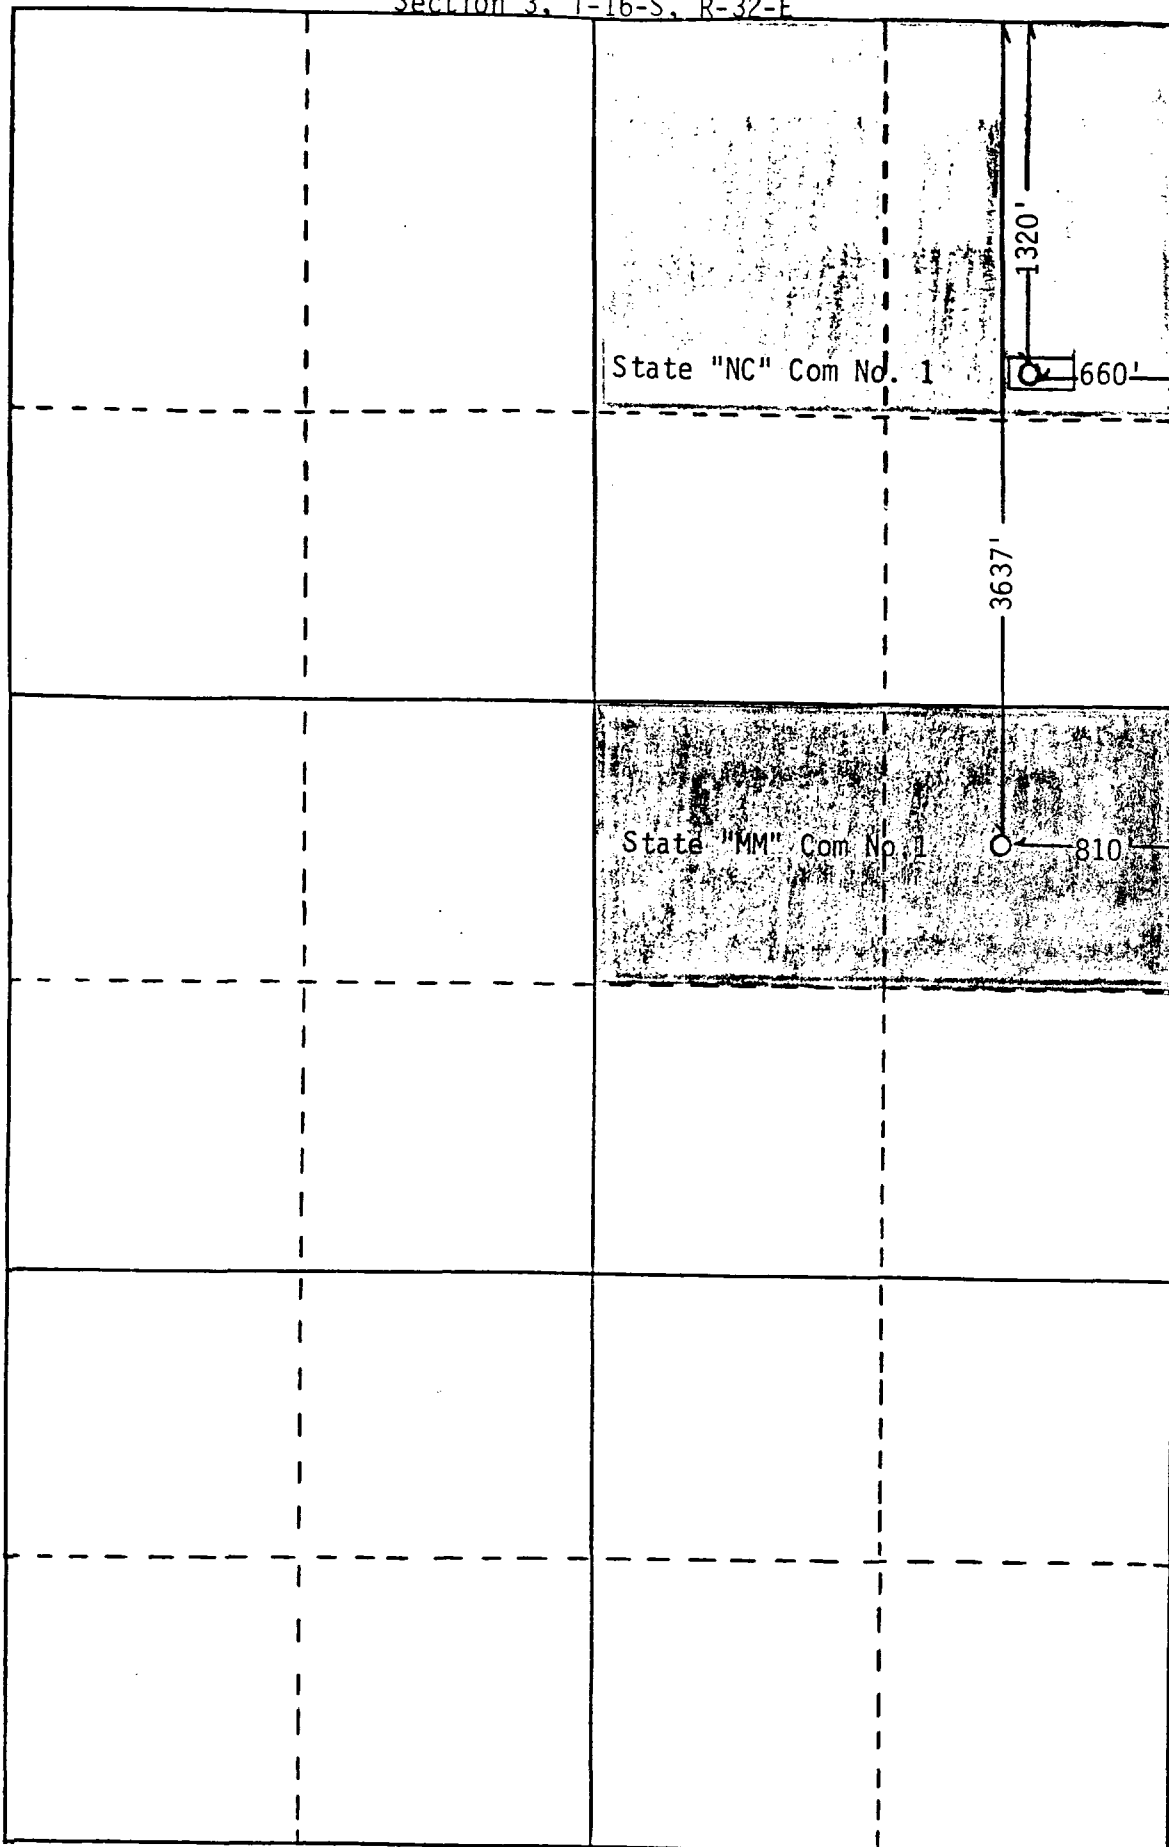 Section 3, T-16-S, R-32-E
1320'
State "NC" Com No. 1
660'
3637'
State "MM" Com No.1
810'